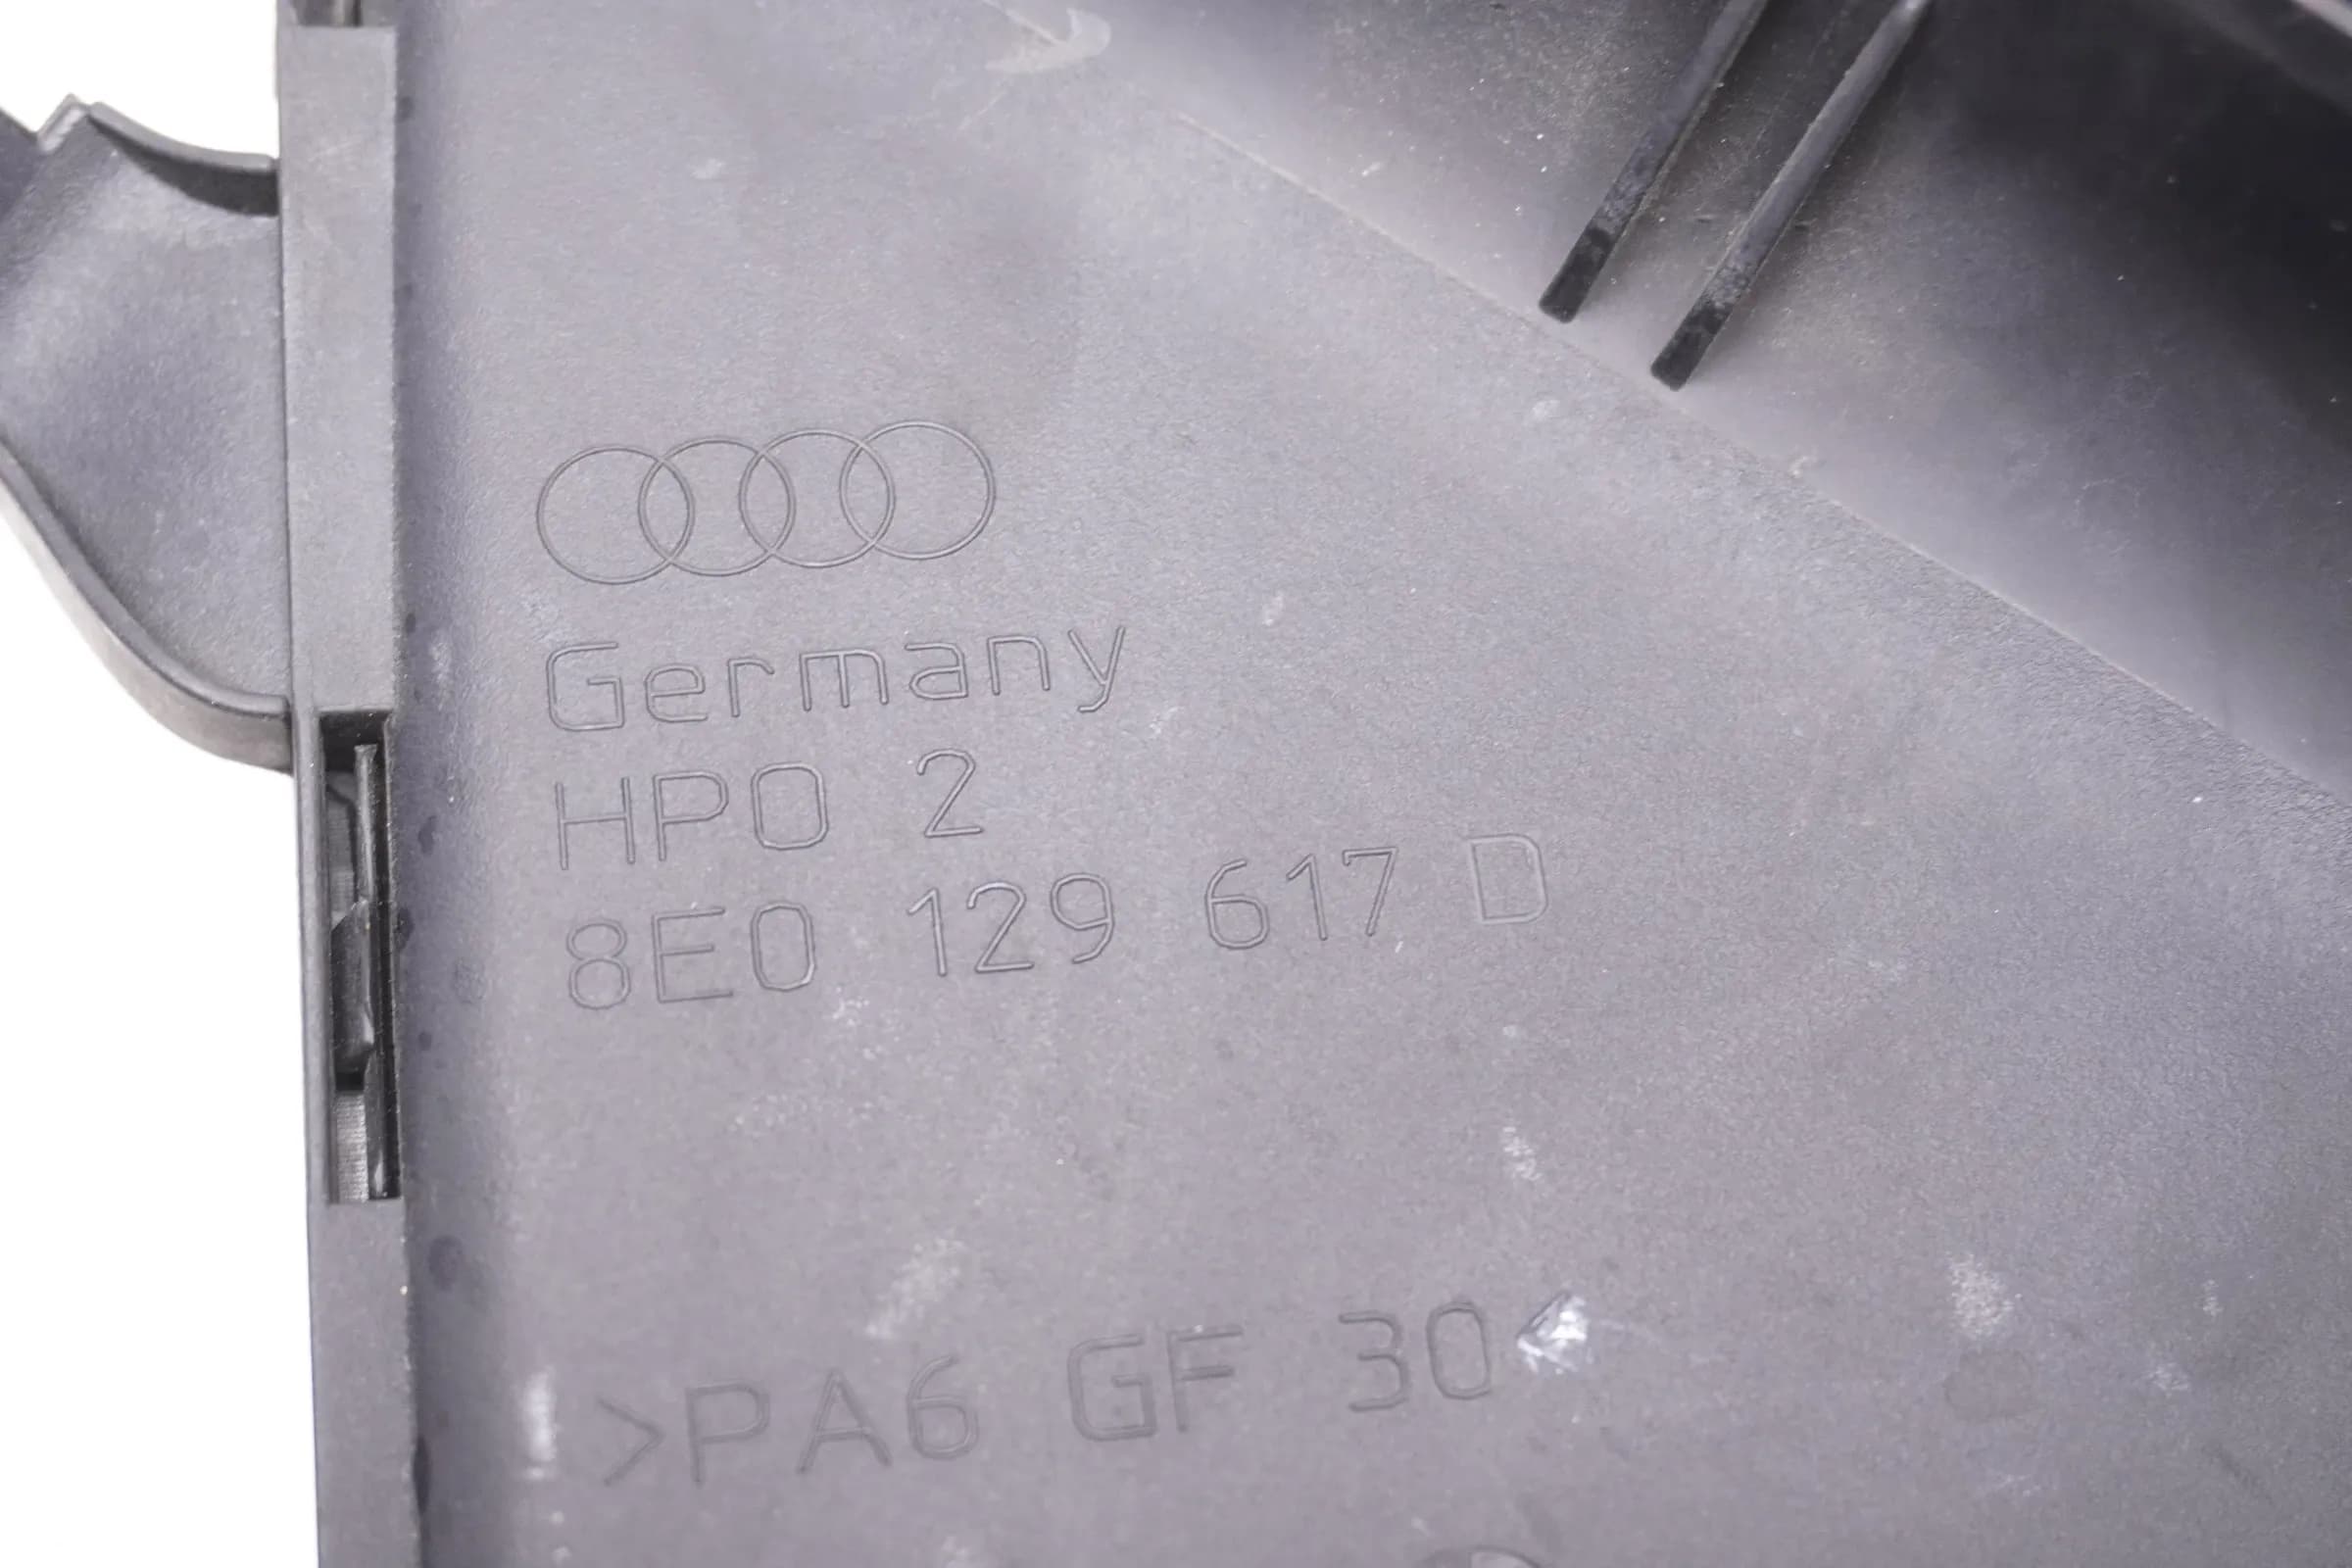 Germany
HPO 2
8E0 129 617 D
>PA6 GF 30<